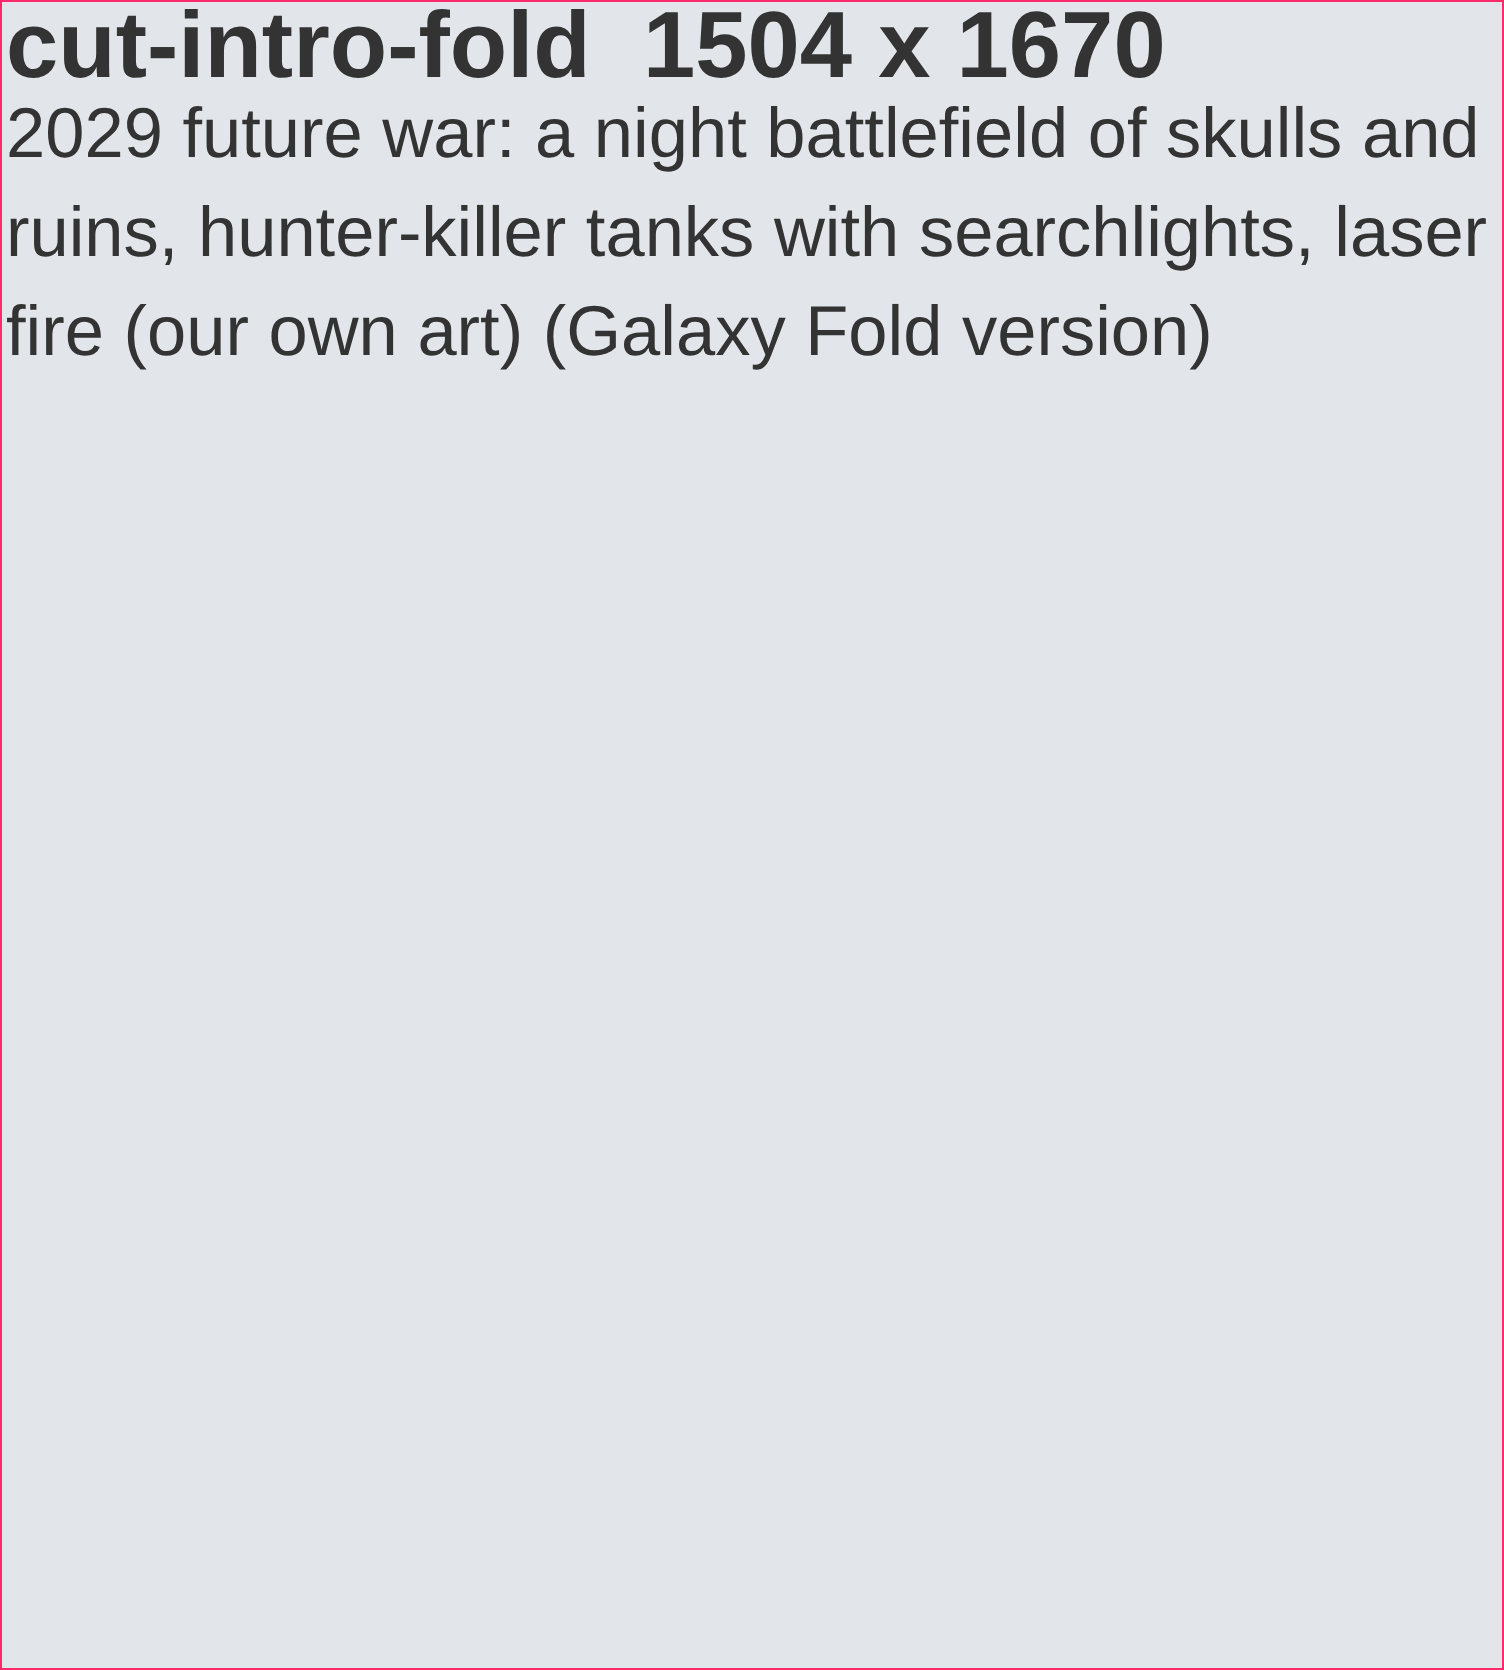 cut-intro-fold  1504 x 1670
2029 future war: a night battlefield of skulls and
ruins, hunter-killer tanks with searchlights, laser
fire (our own art) (Galaxy Fold version)